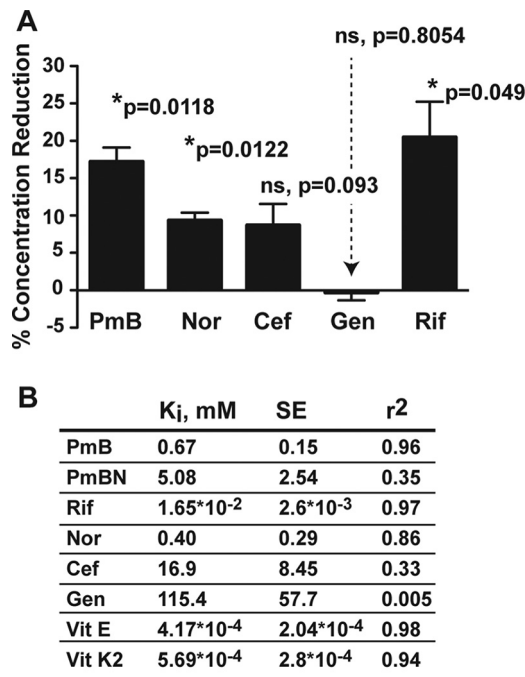 A
% Concentration Reduction
30
25
20
15
10
5
0
-5
*p=0.0118
*p=0.0122
ns, p=0.093
ns, p=0.8054
* p=0.049
PmB Nor Cef Gen Rif
B
Ki, mM SE r2
PmB 0.67 0.15 0.96
PmBN 5.08 2.54 0.35
Rif 1.65*10-2 2.6*10-3 0.97
Nor 0.40 0.29 0.86
Cef 16.9 8.45 0.33
Gen 115.4 57.7 0.005
Vit E 4.17*10-4 2.04*10-4 0.98
Vit K2 5.69*10-4 2.8*10-4 0.94